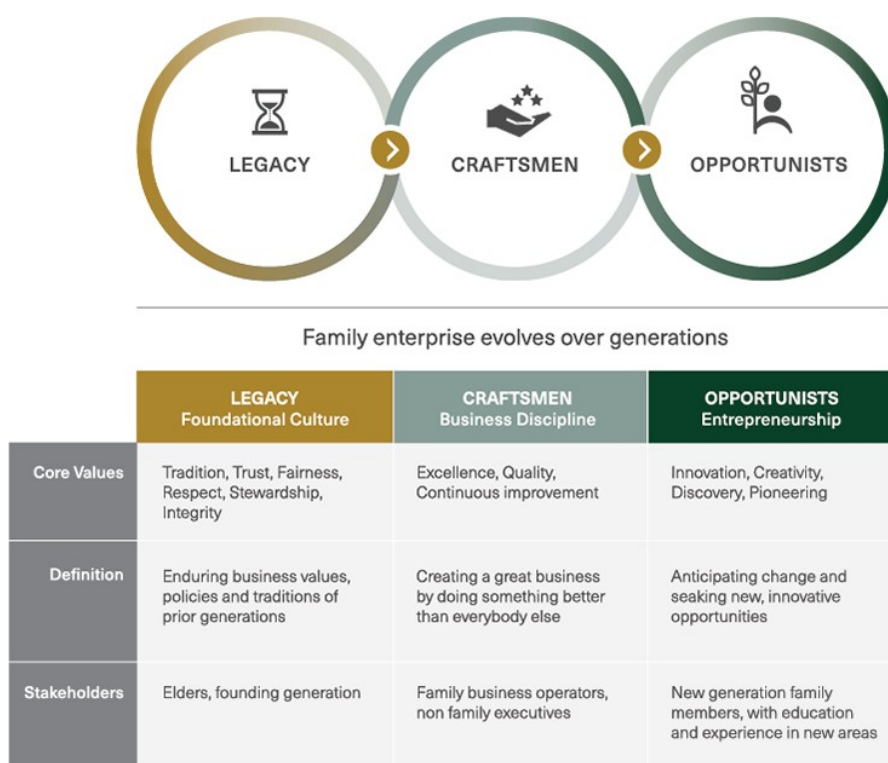 LEGACY
CRAFTSMEN
OPPORTUNISTS
Family enterprise evolves over generations
LEGACY
Foundational Culture
CRAFTSMEN
Business Discipline
OPPORTUNISTS
Entrepreneurship
Core Values
Tradition, Trust, Fairness,
Respect, Stewardship,
Integrity
Excellence, Quality,
Continuous improvement
Innovation, Creativity,
Discovery, Pioneering
Definition
Enduring business values,
policies and traditions of
prior generations
Creating a great business
by doing something better
than everybody else
Anticipating change and
seaking new, innovative
opportunities
Stakeholders
Elders, founding generation
Family business operators,
non family executives
New generation family
members, with education
and experience in new areas